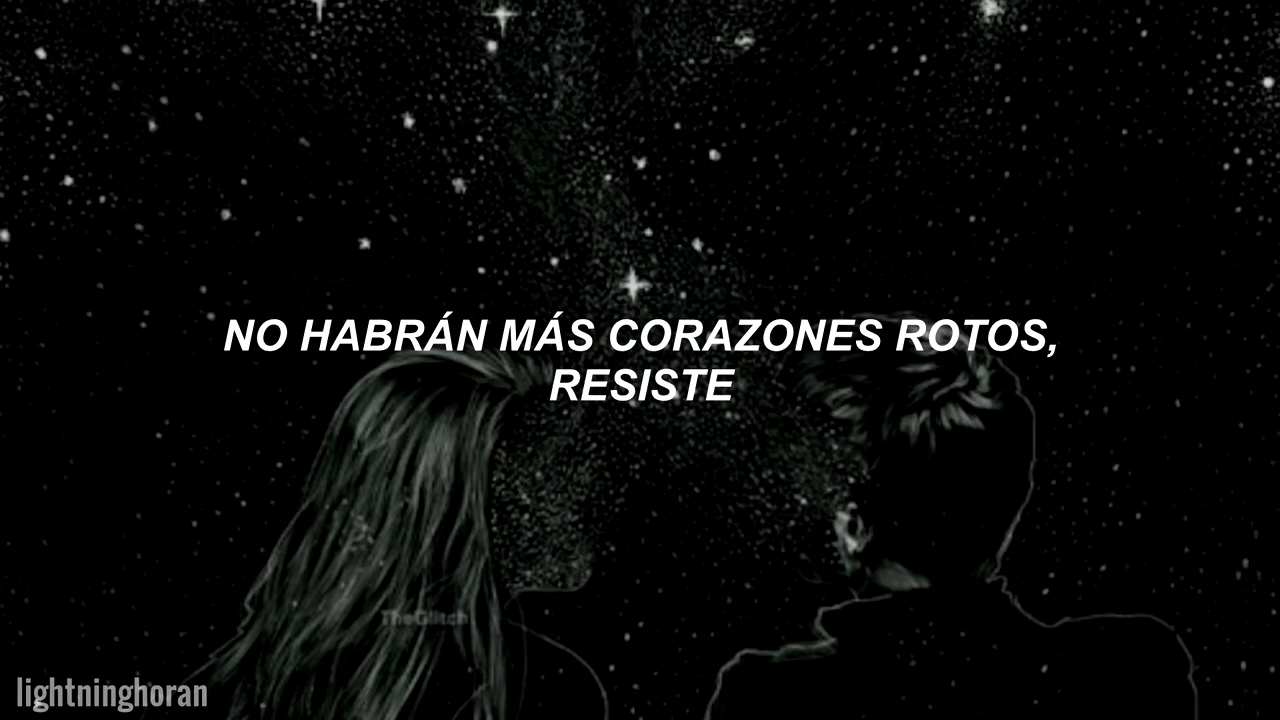 NO HABRÁN MÁS CORAZONES ROTOS,
RESISTE
TheGlitch
lightninghoran